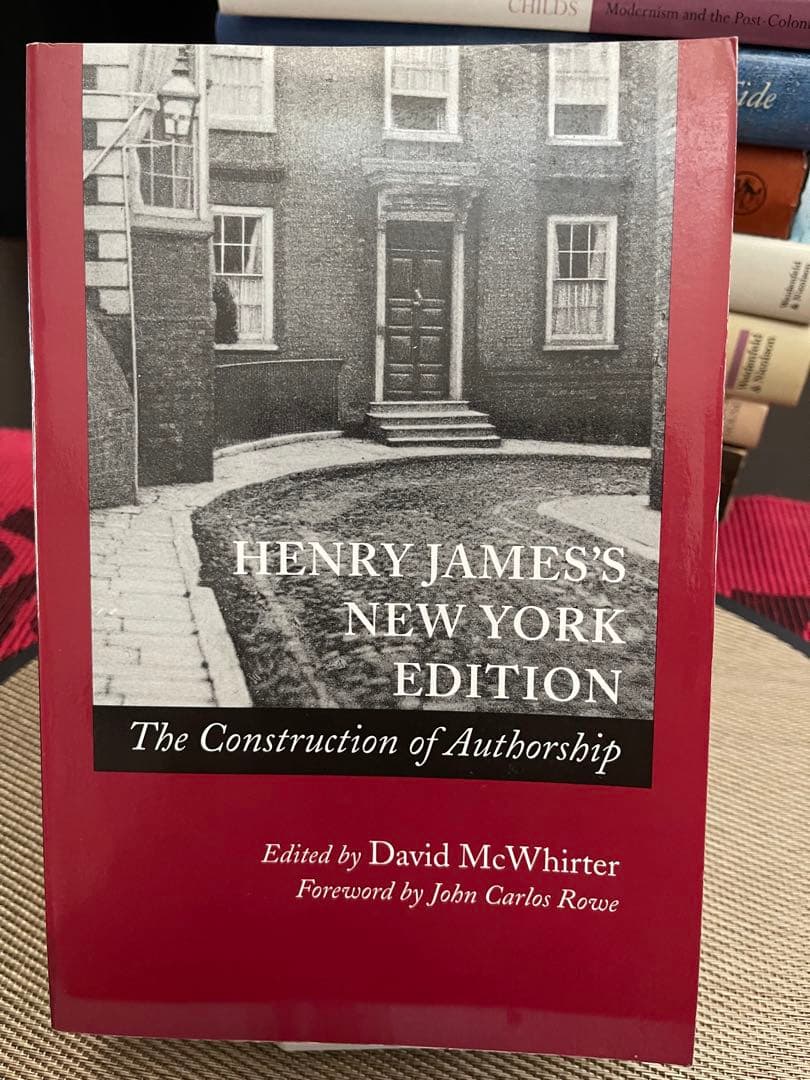 CHILDS Modernism and the Post-Colon
ide
Weidenfeld
& Nicolson
Weidenfeld
& Nicolson
HENRY JAMES'S
NEW YORK
EDITION
The Construction of Authorship
Edited by David McWhirter
Foreword by John Carlos Rowe